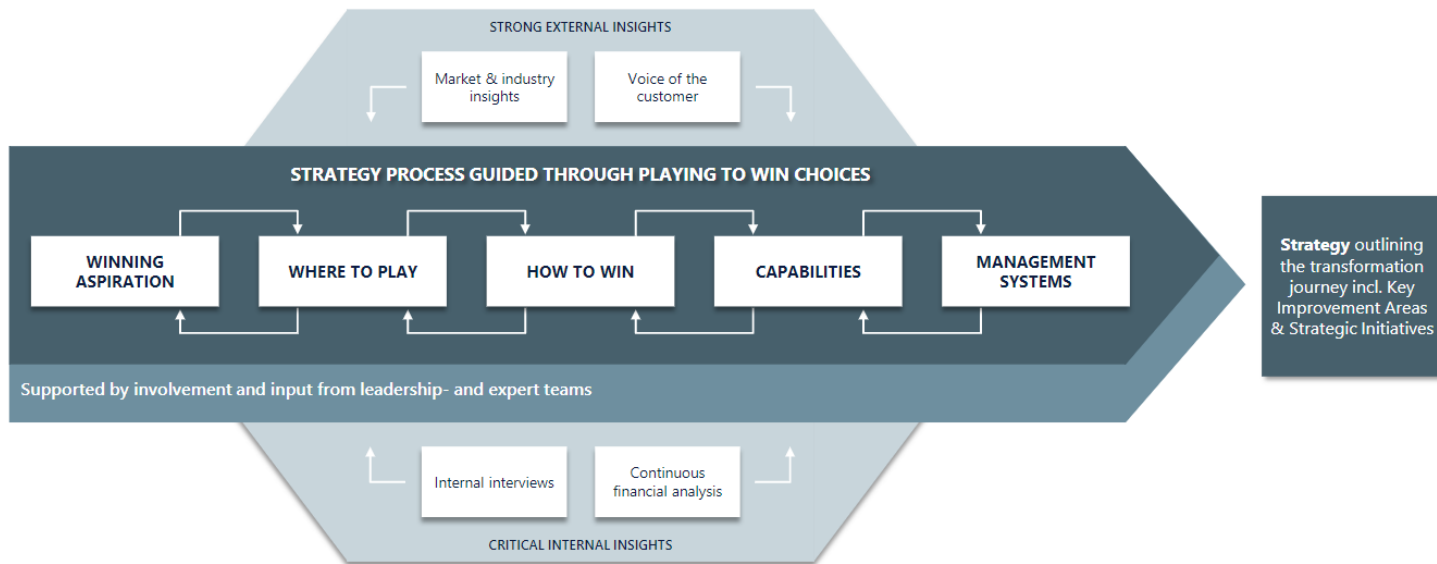 STRONG EXTERNAL INSIGHTS
Market & industry
insights
Voice of the
customer
STRATEGY PROCESS GUIDED THROUGH PLAYING TO WIN CHOICES
WINNING
ASPIRATION
WHERE TO PLAY
HOW TO WIN
CAPABILITIES
MANAGEMENT
SYSTEMS
Strategy outlining
the transformation
journey incl. Key
Improvement Areas
& Strategic Initiatives
Supported by involvement and input from leadership- and expert teams
Internal interviews
Continuous
financial analysis
CRITICAL INTERNAL INSIGHTS